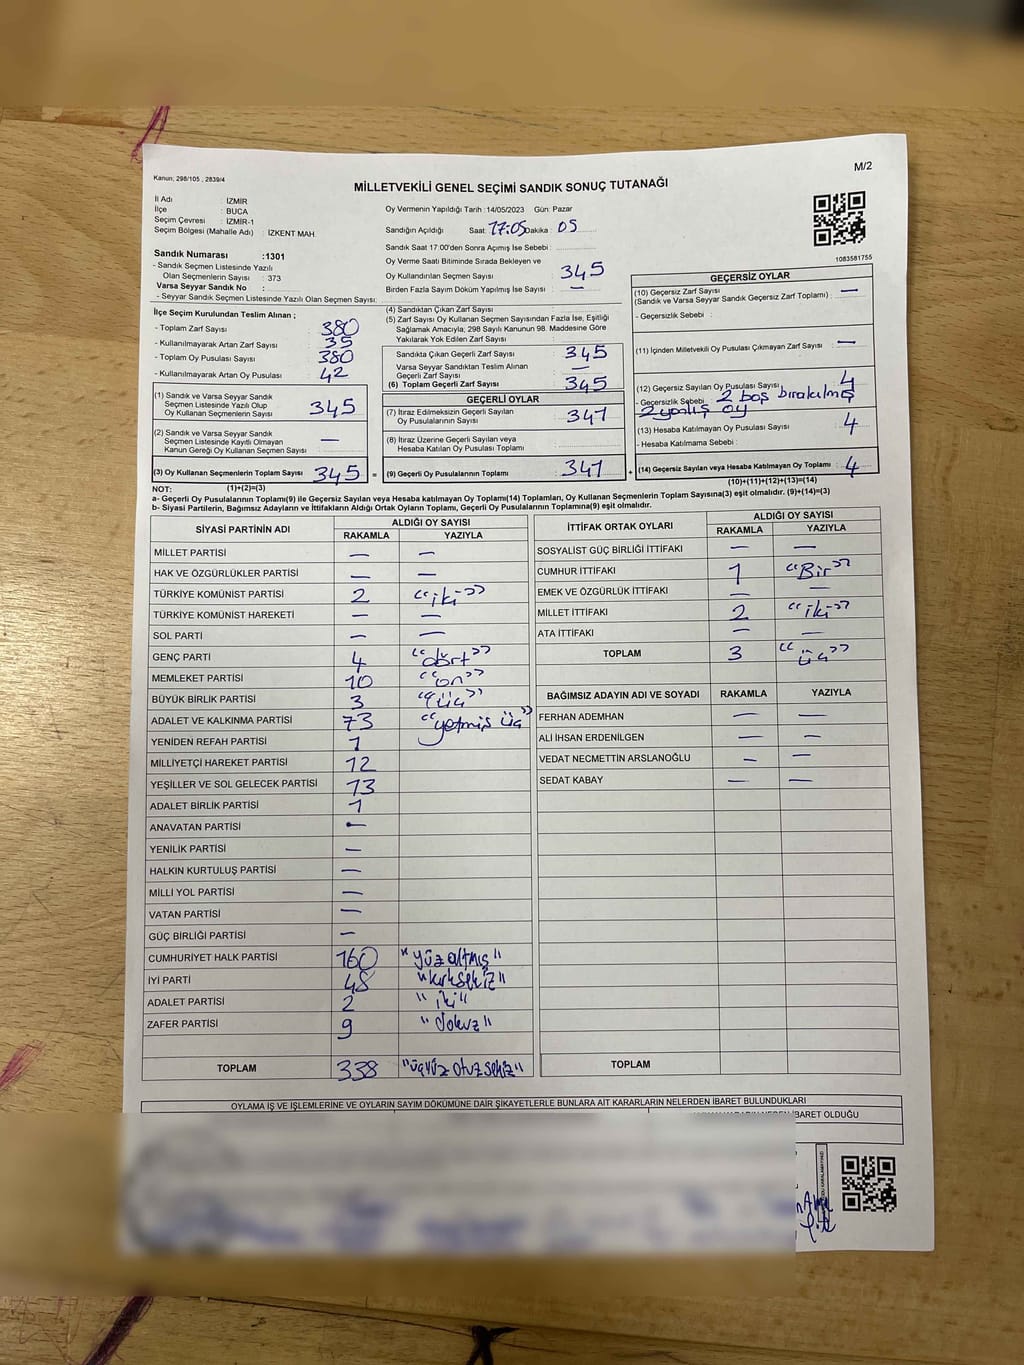 M/2
Kanun; 298/105 , 2839/4
MİLLETVEKİLİ GENEL SEÇİMİ SANDIK SONUÇ TUTANAĞI
İl Adı : İZMİR
İlçe : BUCA
Seçim Çevresi : İZMİR-1
Seçim Bölgesi (Mahalle Adı) : İZKENT MAH.
Sandık Numarası :1301
- Sandık Seçmen Listesinde Yazılı
Olan Seçmenlerin Sayısı : 373
Varsa Seyyar Sandık No :
- Seyyar Sandık Seçmen Listesinde Yazılı Olan Seçmen Sayısı:
Oy Vermenin Yapıldığı Tarih :14/05/2023 Gün: Pazar
Sandığın Açıldığı Saat: 17:05 Dakika : 05
Sandık Saat 17:00'den Sonra Açılmış İse Sebebi :
Oy Verme Saati Bitiminde Sırada Bekleyen ve
Oy Kullandırılan Seçmen Sayısı : 345
Birden Fazla Sayım Döküm Yapılmış İse Sayısı : —
1083581755
İlçe Seçim Kurulundan Teslim Alınan ;
- Toplam Zarf Sayısı : 380
- Kullanılmayarak Artan Zarf Sayısı : 35
- Toplam Oy Pusulası Sayısı : 380
- Kullanılmayarak Artan Oy Pusulası : 42
(1) Sandık ve Varsa Seyyar Sandık
Seçmen Listesinde Yazılı Olup
Oy Kullanan Seçmenlerin Sayısı : 345
(2) Sandık ve Varsa Seyyar Sandık
Seçmen Listesinde Kayıtlı Olmayan
Kanun Gereği Oy Kullanan Seçmen Sayısı : —
(3) Oy Kullanan Seçmenlerin Toplam Sayısı : 345 =
(1)+(2)=(3)
(4) Sandıktan Çıkan Zarf Sayısı :
(5) Zarf Sayısı Oy Kullanan Seçmen Sayısından Fazla İse, Eşitliği
Sağlamak Amacıyla; 298 Sayılı Kanunun 98. Maddesine Göre
Yakılarak Yok Edilen Zarf Sayısı :
Sandıkta Çıkan Geçerli Zarf Sayısı : 345
Varsa Seyyar Sandıktan Teslim Alınan
Geçerli Zarf Sayısı : —
(6) Toplam Geçerli Zarf Sayısı : 345
GEÇERLİ OYLAR
(7) İtiraz Edilmeksizin Geçerli Sayılan
Oy Pusulalarının Sayısı : 341
(8) İtiraz Üzerine Geçerli Sayılan veya
Hesaba Katılan Oy Pusulası Toplamı :
(9) Geçerli Oy Pusulalarının Toplamı : 341 +
GEÇERSİZ OYLAR
(10) Geçersiz Zarf Sayısı : —
(Sandık ve Varsa Seyyar Sandık Geçersiz Zarf Toplamı)
- Geçersizlik Sebebi :
(11) İçinden Milletvekili Oy Pusulası Çıkmayan Zarf Sayısı : —
(12) Geçersiz Sayılan Oy Pusulası Sayısı : 4
- Geçersizlik Sebebi : 2 boş bırakılmış
2 yanlış oy
(13) Hesaba Katılmayan Oy Pusulası Sayısı : 4
- Hesaba Katılmama Sebebi :
(14) Geçersiz Sayılan veya Hesaba Katılmayan Oy Toplamı : 4
(10)+(11)+(12)+(13)=(14)
NOT:
a- Geçerli Oy Pusulalarının Toplamı(9) ile Geçersiz Sayılan veya Hesaba katılmayan Oy Toplamı(14) Toplamları, Oy Kullanan Seçmenlerin Toplam Sayısına(3) eşit olmalıdır. (9)+(14)=(3)
b- Siyasi Partilerin, Bağımsız Adayların ve İttifakların Aldığı Ortak Oyların Toplamı, Geçerli Oy Pusulalarının Toplamına(9) eşit olmalıdır.
SİYASİ PARTİNİN ADI ALDIĞI OY SAYISI
RAKAMLA YAZIYLA
MİLLET PARTİSİ — —
HAK VE ÖZGÜRLÜKLER PARTİSİ — —
TÜRKİYE KOMÜNİST PARTİSİ 2 "iki"
TÜRKİYE KOMÜNİST HAREKETİ — —
SOL PARTİ — —
GENÇ PARTİ 4 "dört"
MEMLEKET PARTİSİ 10 "on"
BÜYÜK BİRLİK PARTİSİ 3 "üç"
ADALET VE KALKINMA PARTİSİ 73 "yetmiş üç"
YENİDEN REFAH PARTİSİ 1
MİLLİYETÇİ HAREKET PARTİSİ 12
YEŞİLLER VE SOL GELECEK PARTİSİ 13
ADALET BİRLİK PARTİSİ 1
ANAVATAN PARTİSİ —
YENİLİK PARTİSİ —
HALKIN KURTULUŞ PARTİSİ —
MİLLİ YOL PARTİSİ —
VATAN PARTİSİ —
GÜÇ BİRLİĞİ PARTİSİ —
CUMHURİYET HALK PARTİSİ 160 "yüzaltmış"
İYİ PARTİ 48 "kırksekiz"
ADALET PARTİSİ 2 "iki"
ZAFER PARTİSİ 9 "dokuz"
TOPLAM 338 "üçyüz otuzsekiz"
İTTİFAK ORTAK OYLARI ALDIĞI OY SAYISI
RAKAMLA YAZIYLA
SOSYALİST GÜÇ BİRLİĞİ İTTİFAKI — —
CUMHUR İTTİFAKI 1 "Bir"
EMEK VE ÖZGÜRLÜK İTTİFAKI — —
MİLLET İTTİFAKI 2 "iki"
ATA İTTİFAKI — —
TOPLAM 3 "üç"
BAĞIMSIZ ADAYIN ADI VE SOYADI RAKAMLA YAZIYLA
FERHAN ADEMHAN — —
ALİ İHSAN ERDENİLGEN — —
VEDAT NECMETTİN ARSLANOĞLU — —
SEDAT KABAY — —
TOPLAM
OYLAMA İŞ VE İŞLEMLERİNE VE OYLARIN SAYIM DÖKÜMÜNE DAİR ŞİKAYETLERLE BUNLARA AİT KARARLARIN NELERDEN İBARET BULUNDUKLARI
İBARET OLDUĞU